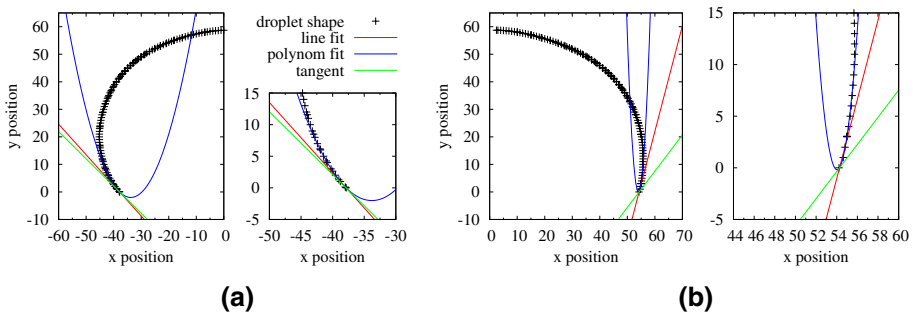 y position
60
50
40
30
20
10
0
-10
-60 -50 -40 -30 -20 -10 0
x position
droplet shape
line fit
polynom fit
tangent
15
10
5
0
-5
-50 -45 -40 -35 -30
x position
(a)
y position
60
50
40
30
20
10
0
-10
0 10 20 30 40 50 60 70
x position
15
10
5
0
-5
44 46 48 50 52 54 56 58 60
x position
(b)